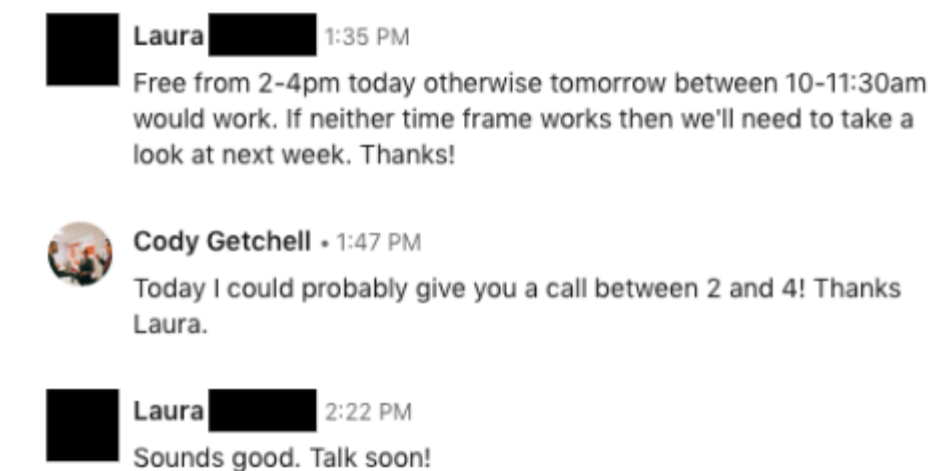 Laura 1:35 PM
Free from 2-4pm today otherwise tomorrow between 10-11:30am
would work. If neither time frame works then we'll need to take a
look at next week. Thanks!
Cody Getchell • 1:47 PM
Today I could probably give you a call between 2 and 4! Thanks
Laura.
Laura 2:22 PM
Sounds good. Talk soon!